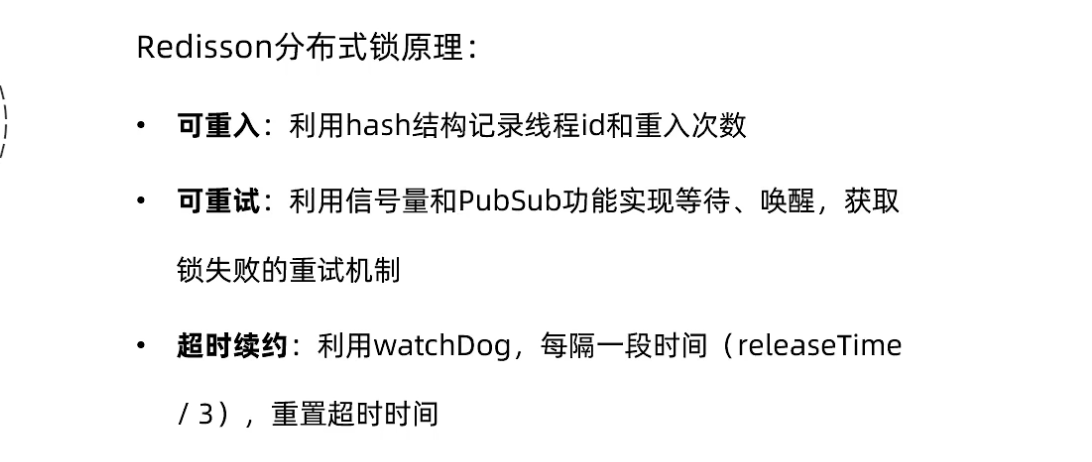 Redisson分布式锁原理：
• 可重入：利用hash结构记录线程id和重入次数
• 可重试：利用信号量和PubSub功能实现等待、唤醒，获取
锁失败的重试机制
• 超时续约：利用watchDog，每隔一段时间（releaseTime
/ 3），重置超时时间